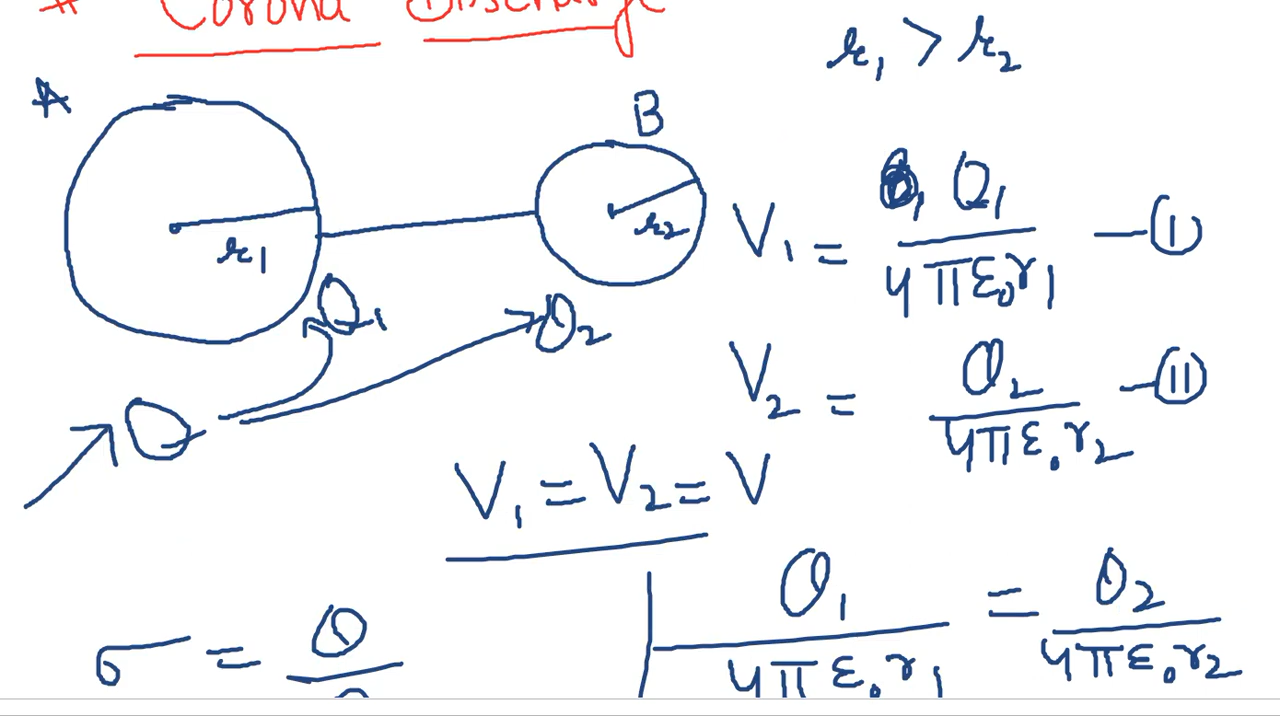 # Corona Discharge
r₁ > r₂
A
B
r₁
r₂
V₁ = Q₁ / 4πε₀r₁ —(I)
Q₁
Q₂
Q
V₂ = Q₂ / 4πε₀r₂ —(II)
V₁ = V₂ = V
σ = Q
Q₁ / 4πε₀r₁ = Q₂ / 4πε₀r₂